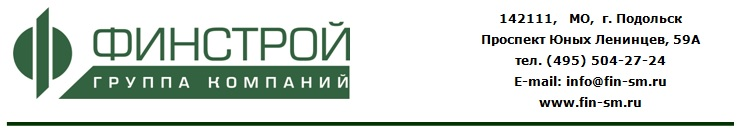 ФИНСТРОЙ
ГРУППА КОМПАНИЙ
142111, МО, г. Подольск
Проспект Юных Ленинцев, 59А
тел. (495) 504-27-24
E-mail: info@fin-sm.ru
www.fin-sm.ru